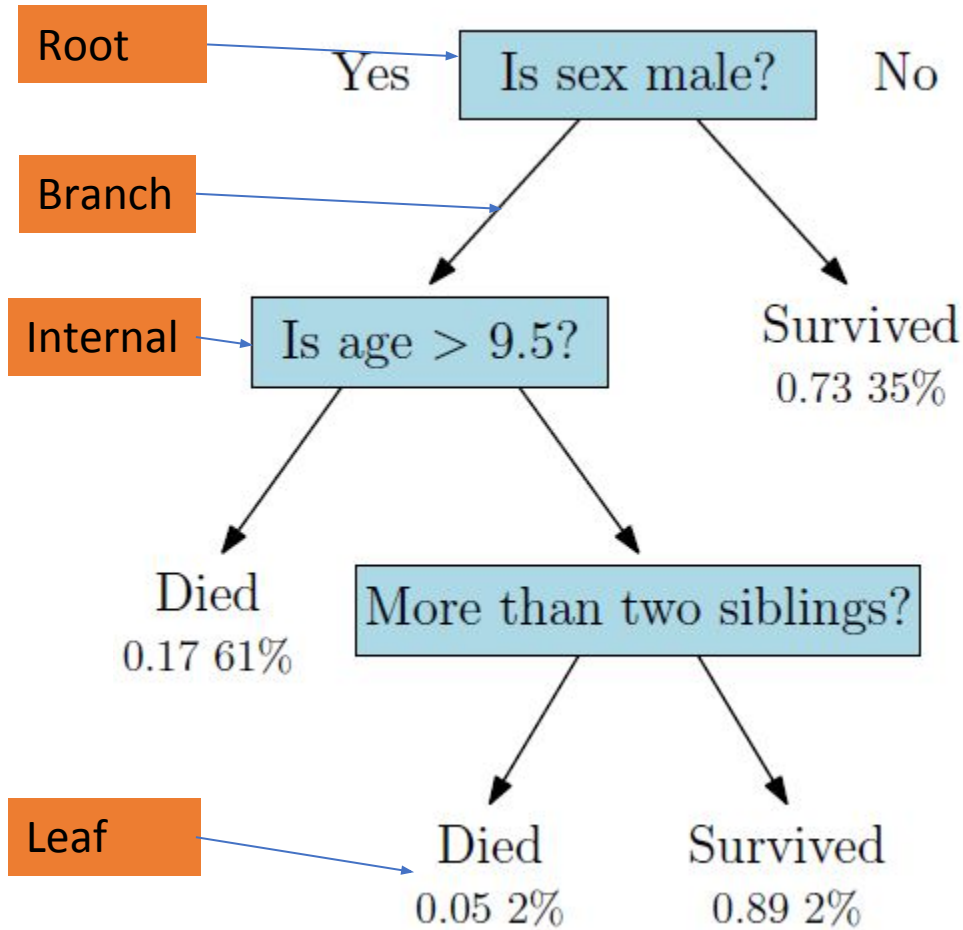 Root
Yes
Is sex male?
No
Branch
Internal
Is age > 9.5?
Survived
0.73 35%
Died
0.17 61%
More than two siblings?
Leaf
Died
0.05 2%
Survived
0.89 2%